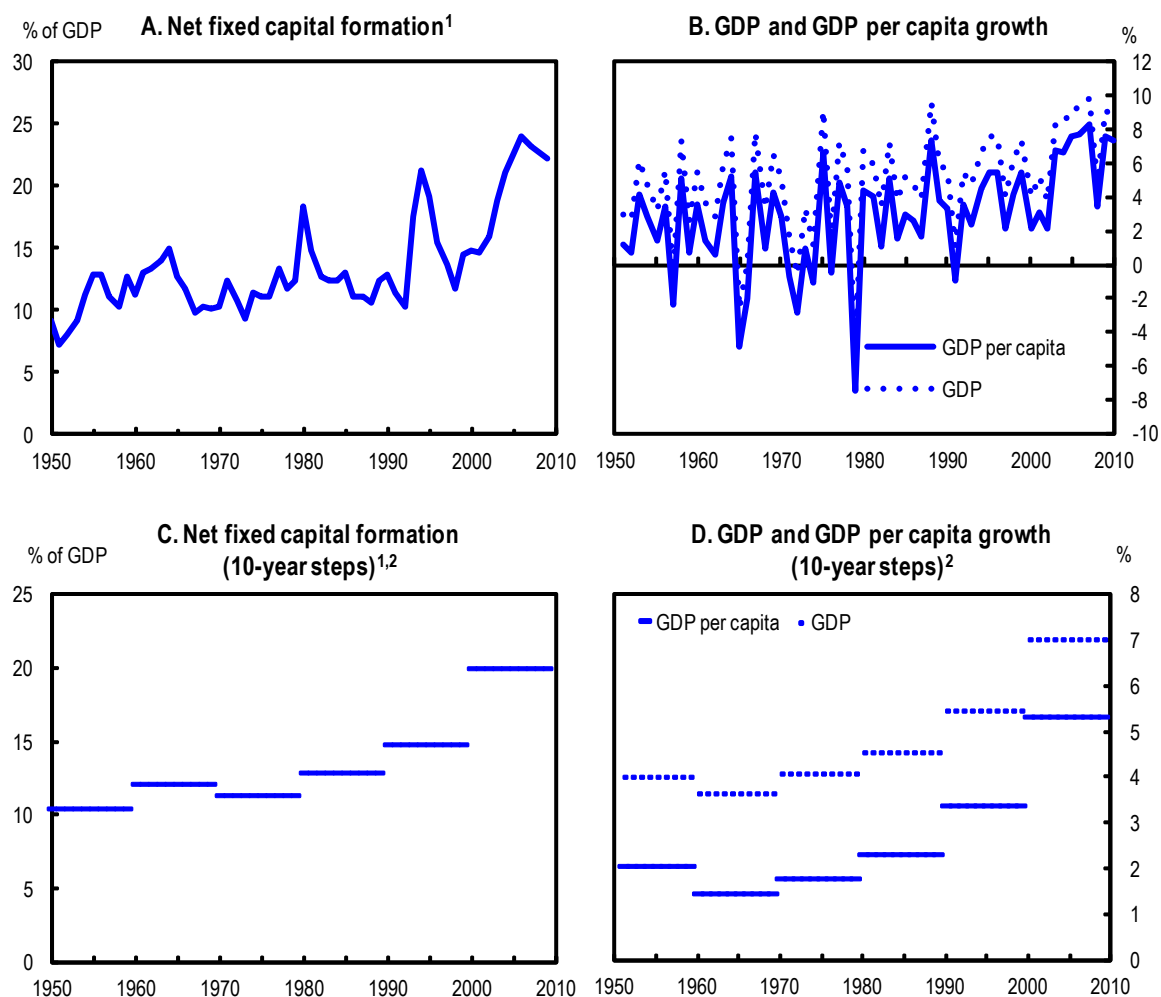 % of GDP
A. Net fixed capital formation¹
30
25
20
15
10
5
0
1950 1960 1970 1980 1990 2000 2010
B. GDP and GDP per capita growth
%
12
10
8
6
4
2
0
-2
-4
-6
-8
-10
GDP per capita
GDP
1950 1960 1970 1980 1990 2000 2010
% of GDP
C. Net fixed capital formation
(10-year steps)¹,²
25
20
15
10
5
0
1950 1960 1970 1980 1990 2000 2010
D. GDP and GDP per capita growth
(10-year steps)²
%
GDP per capita GDP
8
7
6
5
4
3
2
1
0
1950 1960 1970 1980 1990 2000 2010